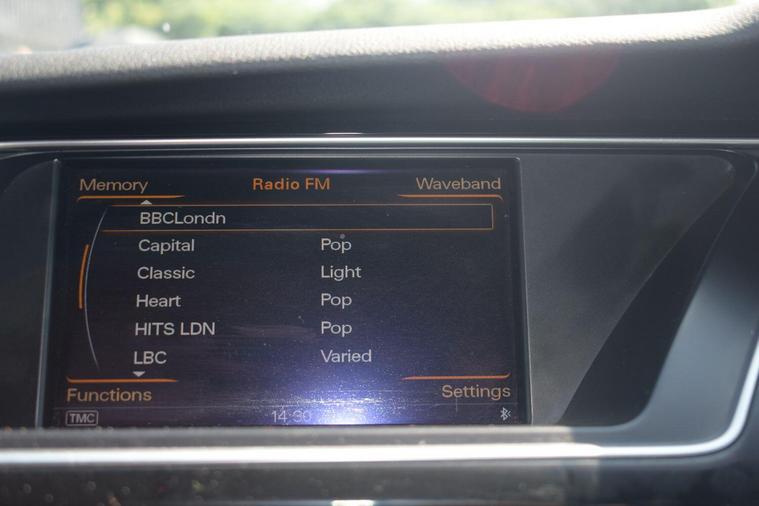 Memory Radio FM Waveband
BBCLondn
Capital Pop
Classic Light
Heart Pop
HITS LDN Pop
LBC Varied
Functions Settings
TMC 14:30